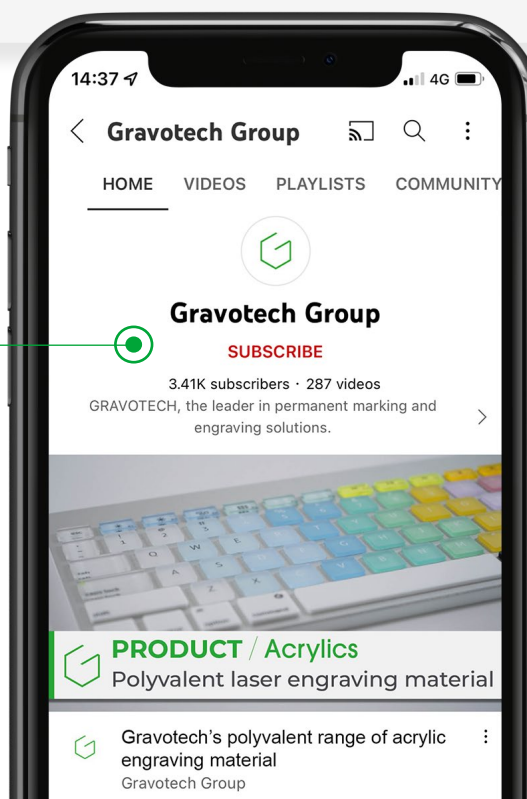 14:37
4G
Gravotech Group
HOME VIDEOS PLAYLISTS COMMUNITY
Gravotech Group
SUBSCRIBE
3.41K subscribers · 287 videos
GRAVOTECH, the leader in permanent marking and
engraving solutions.
Q W E
A S
Z X
PRODUCT / Acrylics
Polyvalent laser engraving material
Gravotech's polyvalent range of acrylic
engraving material
Gravotech Group